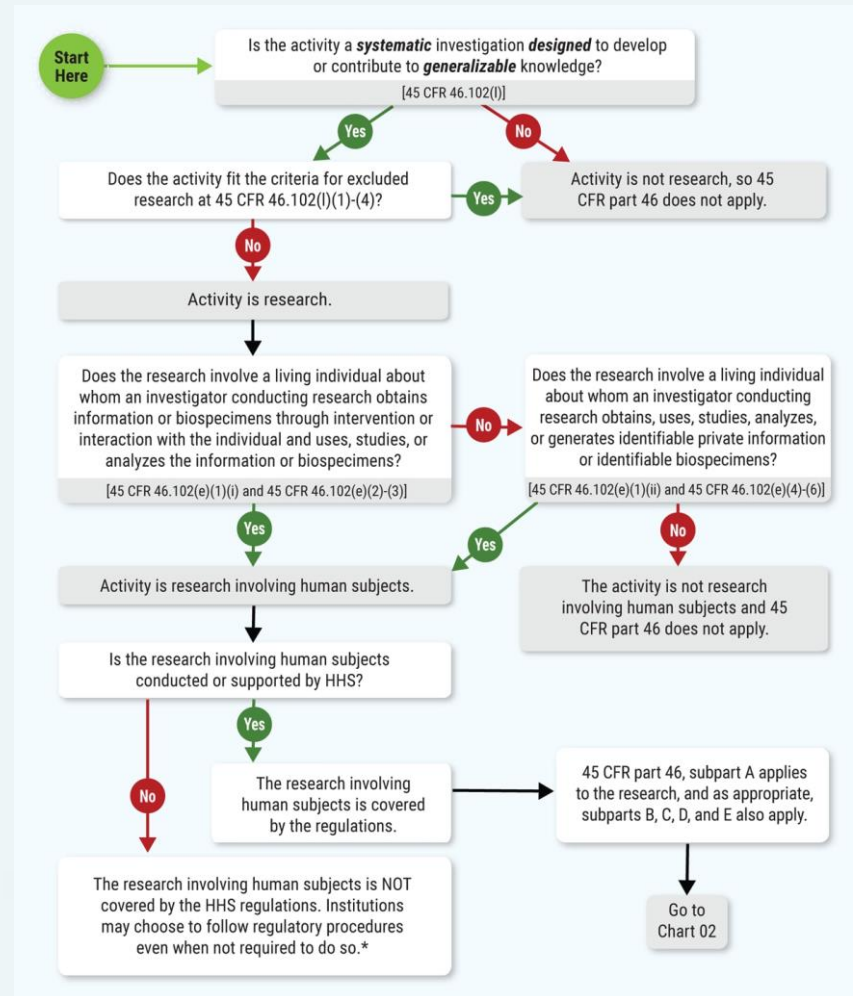 Start
Here
Is the activity a systematic investigation designed to develop
or contribute to generalizable knowledge?
[45 CFR 46.102(l)]
Yes
No
Does the activity fit the criteria for excluded
research at 45 CFR 46.102(l)(1)-(4)?
Yes
Activity is not research, so 45
CFR part 46 does not apply.
No
Activity is research.
Does the research involve a living individual about
whom an investigator conducting research obtains
information or biospecimens through intervention or
interaction with the individual and uses, studies, or
analyzes the information or biospecimens?
[45 CFR 46.102(e)(1)(i) and 45 CFR 46.102(e)(2)-(3)]
No
Does the research involve a living individual
about whom an investigator conducting
research obtains, uses, studies, analyzes,
or generates identifiable private information
or identifiable biospecimens?
[45 CFR 46.102(e)(1)(ii) and 45 CFR 46.102(e)(4)-(6)]
Yes
Yes
No
Activity is research involving human subjects.
The activity is not research
involving human subjects and 45
CFR part 46 does not apply.
Is the research involving human subjects
conducted or supported by HHS?
Yes
No
The research involving
human subjects is covered
by the regulations.
45 CFR part 46, subpart A applies
to the research, and as appropriate,
subparts B, C, D, and E also apply.
The research involving human subjects is NOT
covered by the HHS regulations. Institutions
may choose to follow regulatory procedures
even when not required to do so.*
Go to
Chart 02